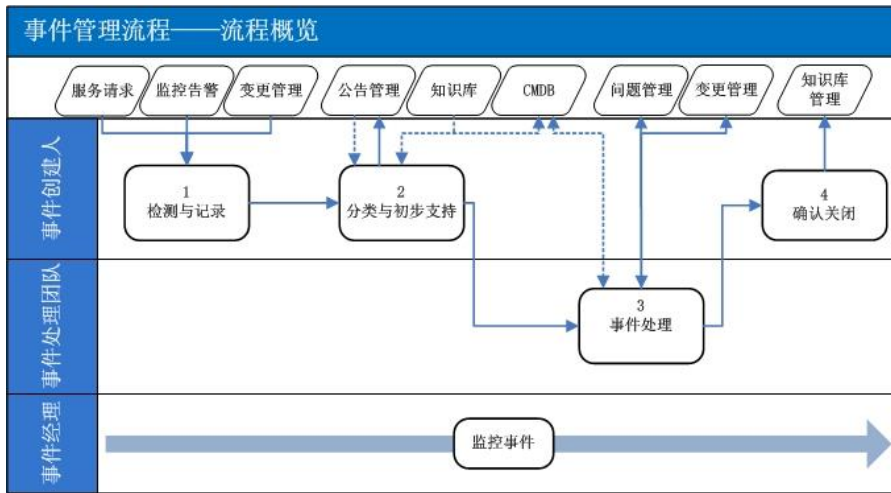 事件管理流程——流程概览
服务请求
监控告警
变更管理
公告管理
知识库
CMDB
问题管理
变更管理
知识库
管理
事件创建人
1
检测与记录
2
分类与初步支持
4
确认关闭
事件处理团队
3
事件处理
事件经理
监控事件